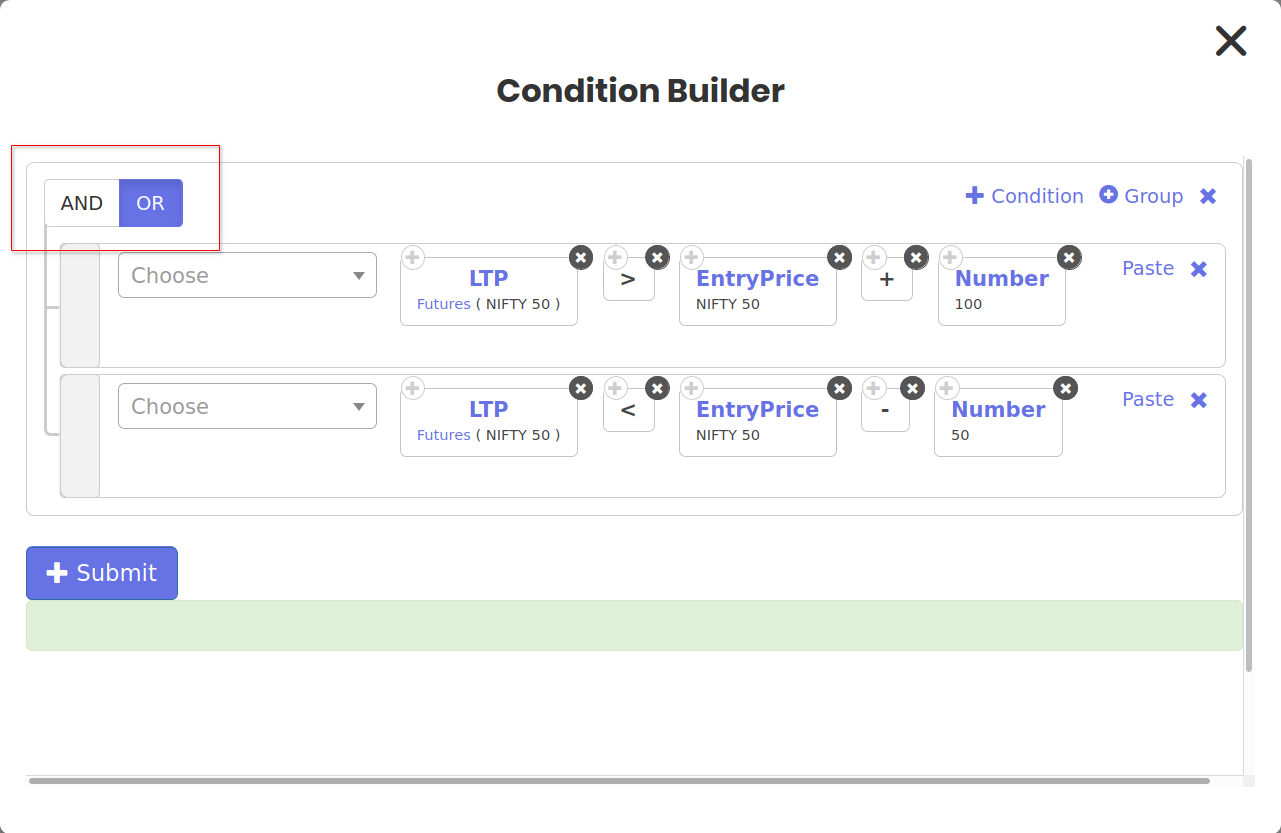 Condition Builder
AND OR
Condition Group
Choose LTP > EntryPrice + Number Paste
Futures ( NIFTY 50 ) NIFTY 50 100
Choose LTP < EntryPrice - Number Paste
Futures ( NIFTY 50 ) NIFTY 50 50
Submit